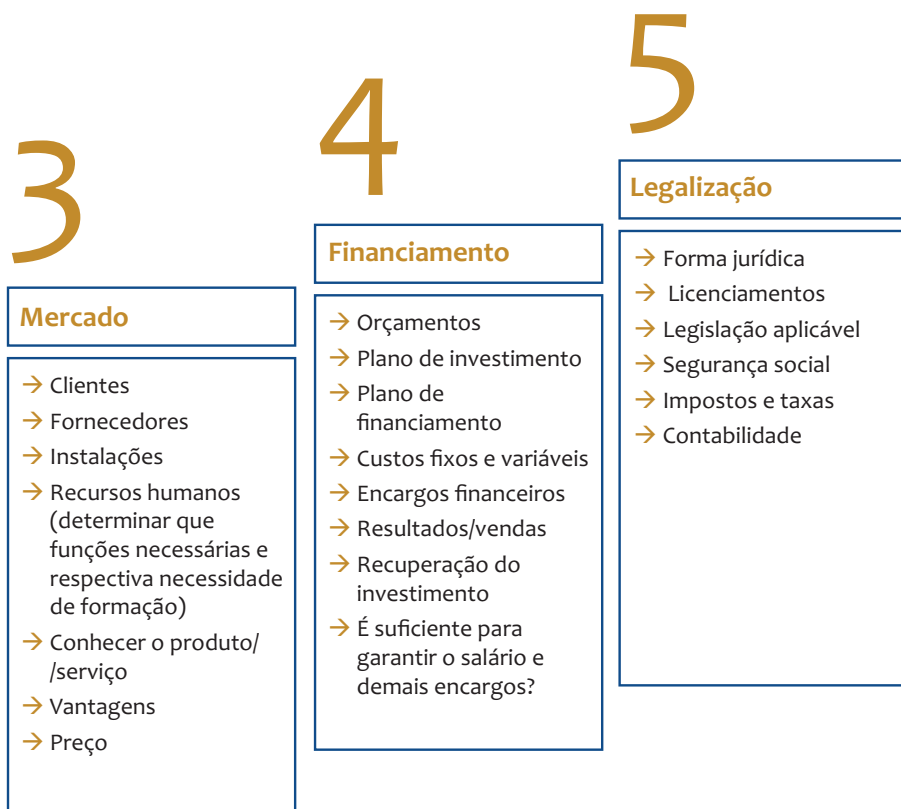 3
Mercado
→ Clientes
→ Fornecedores
→ Instalações
→ Recursos humanos
(determinar que
funções necessárias e
respectiva necessidade
de formação)
→ Conhecer o produto/
/serviço
→ Vantagens
→ Preço
4
Financiamento
→ Orçamentos
→ Plano de investimento
→ Plano de
financiamento
→ Custos fixos e variáveis
→ Encargos financeiros
→ Resultados/vendas
→ Recuperação do
investimento
→ É suficiente para
garantir o salário e
demais encargos?
5
Legalização
→ Forma jurídica
→ Licenciamentos
→ Legislação aplicável
→ Segurança social
→ Impostos e taxas
→ Contabilidade